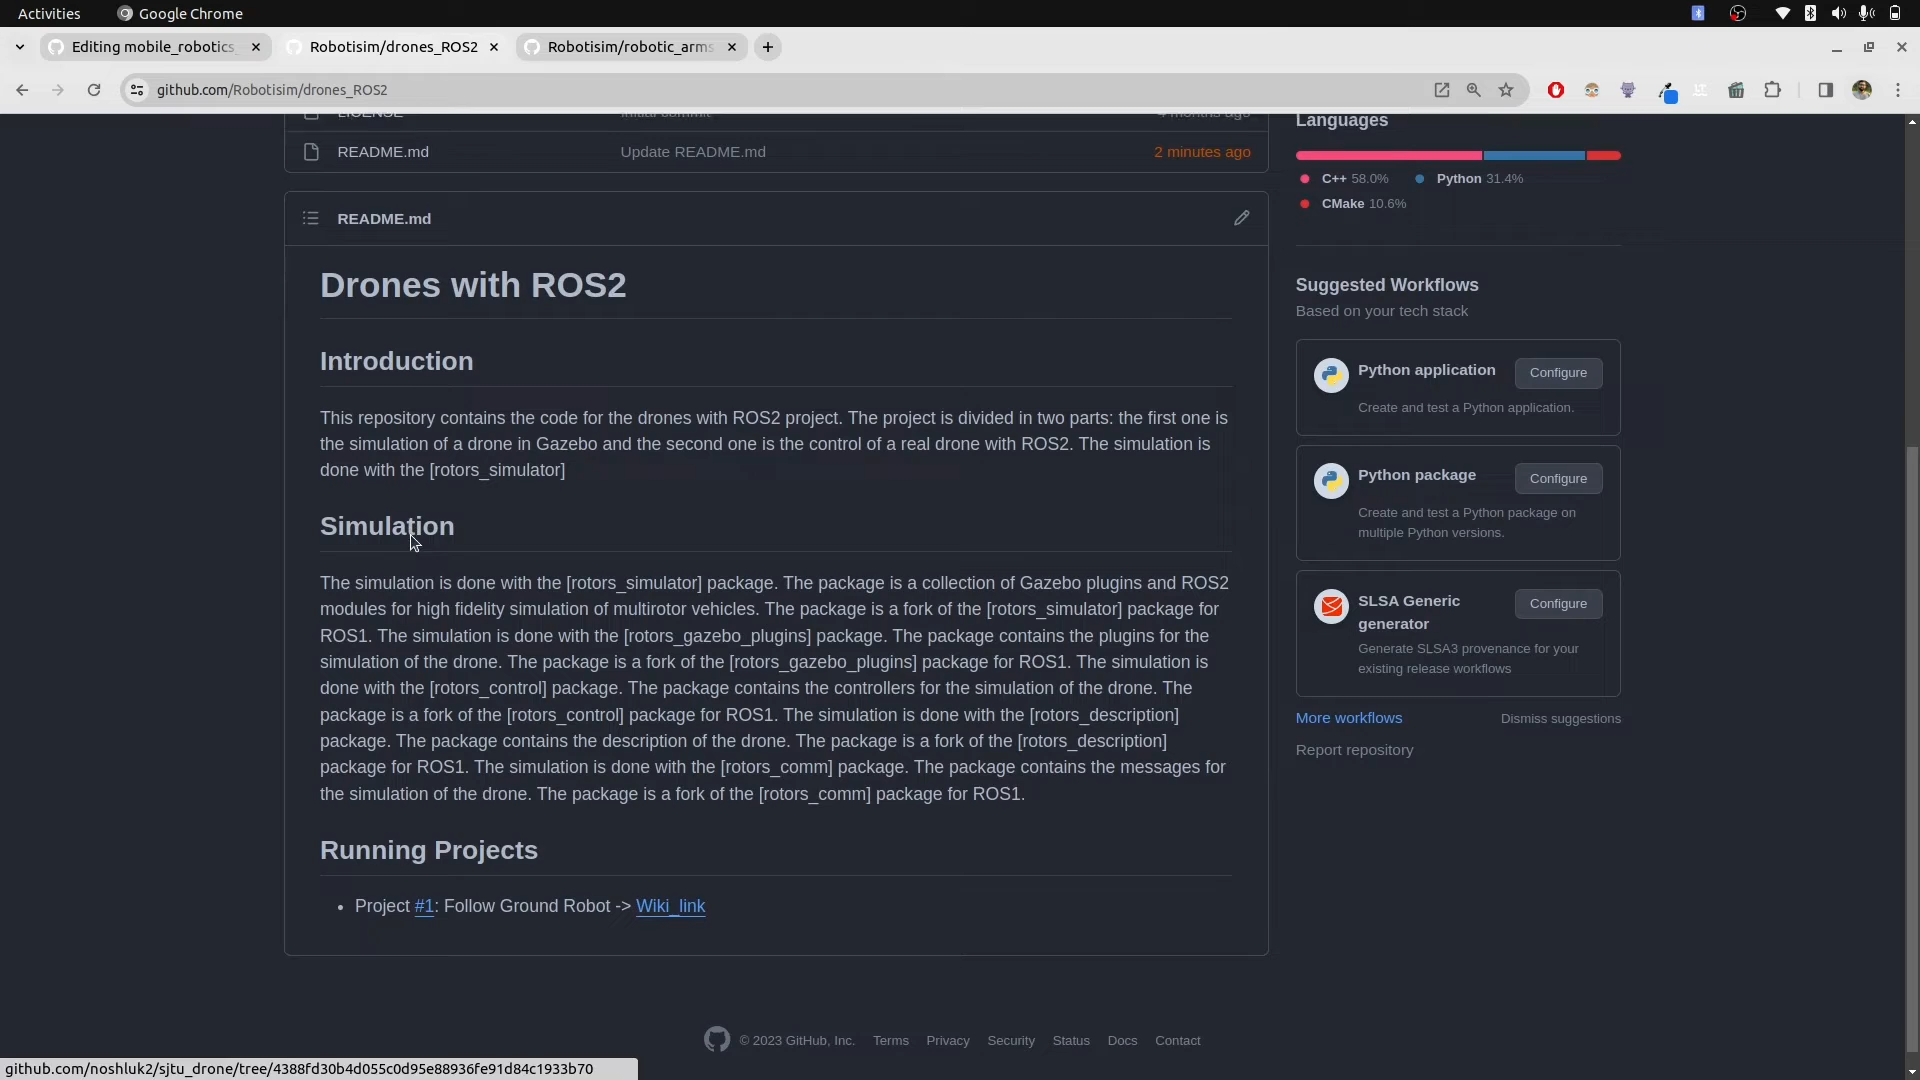 Activities
Google Chrome
Editing mobile_robotics_
Robotisim/drones_ROS2
Robotisim/robotic_arms
github.com/Robotisim/drones_ROS2
LICENSE
Initial commit
4 months ago
README.md
Update README.md
2 minutes ago
README.md
Drones with ROS2
Introduction
This repository contains the code for the drones with ROS2 project. The project is divided in two parts: the first one is
the simulation of a drone in Gazebo and the second one is the control of a real drone with ROS2. The simulation is
done with the [rotors_simulator]
Simulation
The simulation is done with the [rotors_simulator] package. The package is a collection of Gazebo plugins and ROS2
modules for high fidelity simulation of multirotor vehicles. The package is a fork of the [rotors_simulator] package for
ROS1. The simulation is done with the [rotors_gazebo_plugins] package. The package contains the plugins for the
simulation of the drone. The package is a fork of the [rotors_gazebo_plugins] package for ROS1. The simulation is
done with the [rotors_control] package. The package contains the controllers for the simulation of the drone. The
package is a fork of the [rotors_control] package for ROS1. The simulation is done with the [rotors_description]
package. The package contains the description of the drone. The package is a fork of the [rotors_description]
package for ROS1. The simulation is done with the [rotors_comm] package. The package contains the messages for
the simulation of the drone. The package is a fork of the [rotors_comm] package for ROS1.
Running Projects
• Project #1: Follow Ground Robot -> Wiki_link
Languages
C++ 58.0%
Python 31.4%
CMake 10.6%
Suggested Workflows
Based on your tech stack
Python application
Configure
Create and test a Python application.
Python package
Configure
Create and test a Python package on
multiple Python versions.
SLSA Generic
generator
Configure
Generate SLSA3 provenance for your
existing release workflows
More workflows
Dismiss suggestions
Report repository
© 2023 GitHub, Inc.
Terms
Privacy
Security
Status
Docs
Contact
github.com/noshluk2/sjtu_drone/tree/4388fd30b4d055c0d95e88936fe91d84c1933b70